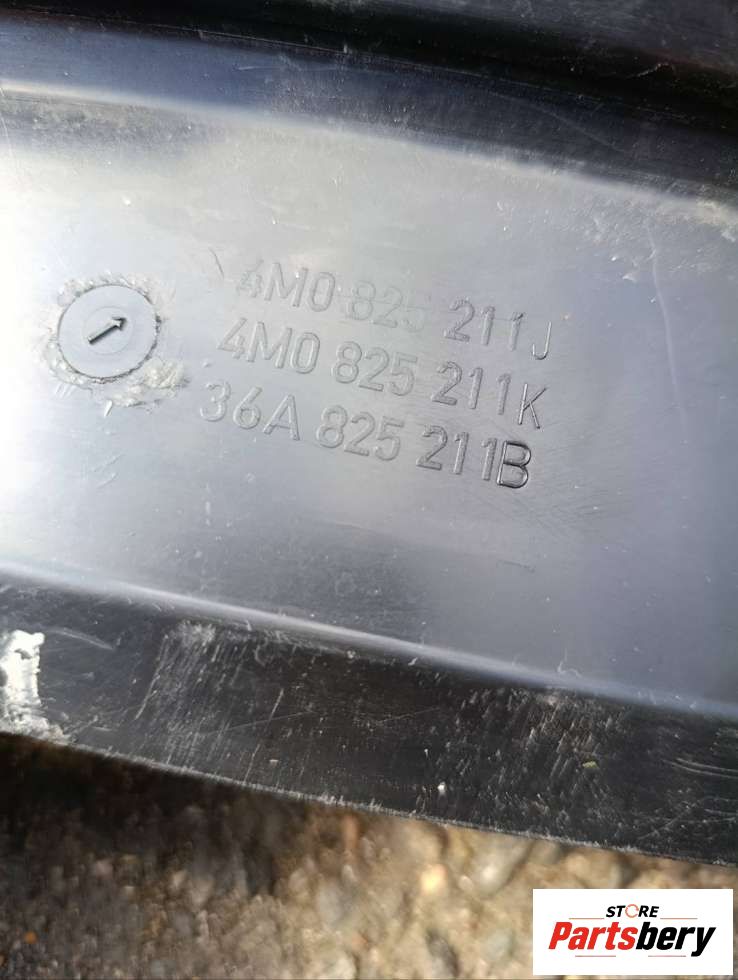 4M0 825 211J
4M0 825 211K
36A 825 211B
STORE
Partsbery